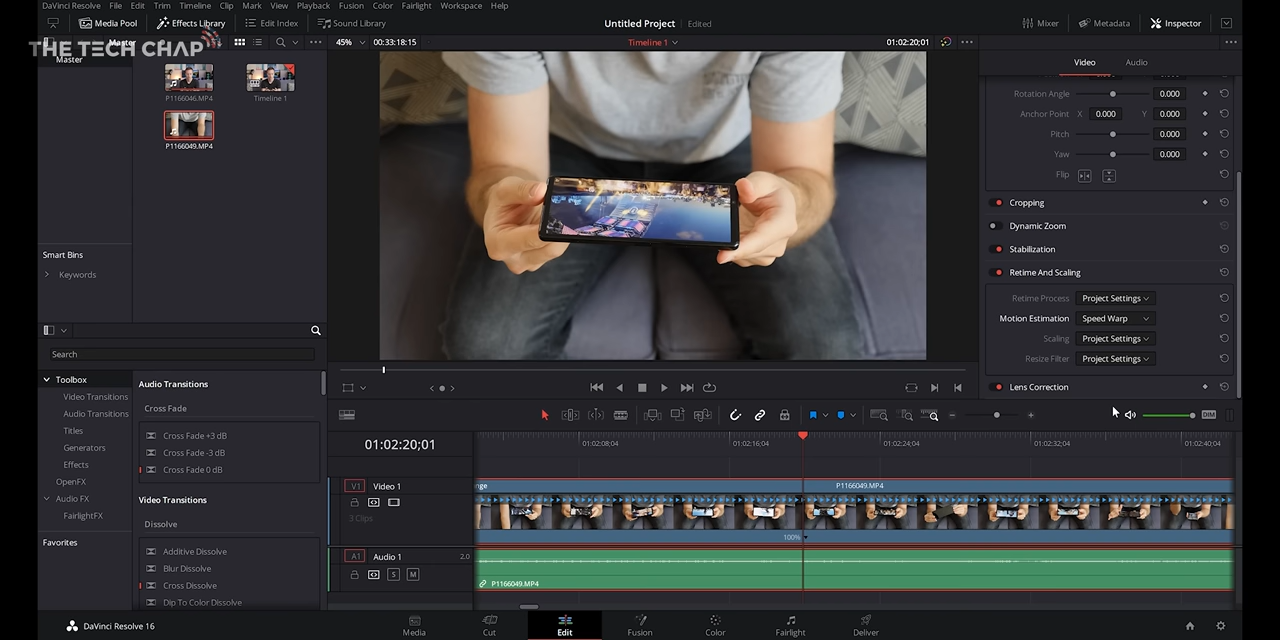 DaVinci Resolve File Edit Trim Timeline Clip Mark View Playback Fusion Color Fairlight Workspace Help
Media Pool Effects Library Edit Index Sound Library Untitled Project Edited Mixer Metadata Inspector
THE TECH CHAP
Master
45% 00:33:18:15 Timeline 1 01:02:20;01
Master
P1166046.MP4 Timeline 1
P1166049.MP4
Smart Bins
Keywords
Search
Toolbox
Video Transitions
Audio Transitions
Titles
Generators
Effects
OpenFX
Audio FX
FairlightFX
Favorites
Audio Transitions
Cross Fade
Cross Fade +3 dB
Cross Fade -3 dB
Cross Fade 0 dB
Video Transitions
Dissolve
Additive Dissolve
Blur Dissolve
Cross Dissolve
Dip To Color Dissolve
Video Audio
Rotation Angle 0.000
Anchor Point X 0.000 Y 0.000
Pitch 0.000
Yaw 0.000
Flip
Cropping
Dynamic Zoom
Stabilization
Retime And Scaling
Retime Process Project Settings
Motion Estimation Speed Warp
Scaling Project Settings
Resize Filter Project Settings
Lens Correction
DIM
01:02:20;01
01:02:08;04 01:02:16;04 01:02:24;04 01:02:32;04 01:02:40;04
V1 Video 1
3 Clips
nge P1166049.MP4
100%
A1 Audio 1 2.0
S M
P1166049.MP4
DaVinci Resolve 16
Media Cut Edit Fusion Color Fairlight Deliver